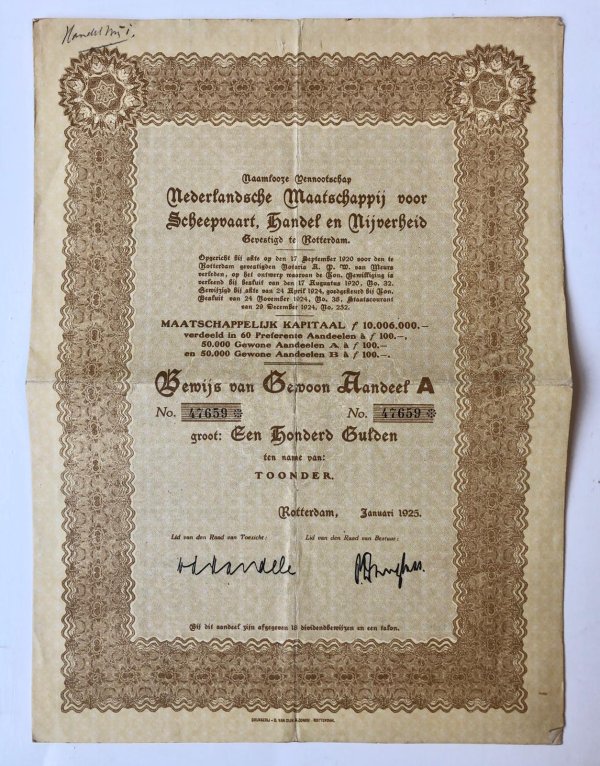 Naamlooze Vennootschap
Nederlandsche Maatschappij voor
Scheepvaart, Handel en Nijverheid
Gevestigd te Rotterdam.
Opgericht bij akte op den 17 September 1920 voor den te
Rotterdam gevestigden Notaris A. P. W. van Meurs
verleden, op het ontwerp waarvan de Kon. Bewilliging is
verleend bij besluit van den 17 Augustus 1920, No. 32.
Gewijzigd bij akte van 24 April 1924, goedgekeurd bij Kon.
Besluit van 24 November 1924, No. 38, Staatscourant
van 29 December 1924, No. 252.
MAATSCHAPPELIJK KAPITAAL ƒ 10.006.000.—
verdeeld in 60 Preferente Aandeelen à ƒ 100.—,
50.000 Gewone Aandeelen A à ƒ 100.—
en 50.000 Gewone Aandeelen B à ƒ 100.—.
Bewijs van Gewoon Aandeel A
No. 47659 No. 47659
groot: Een Honderd Gulden
ten name van:
TOONDER.
Rotterdam, Januari 1925.
Lid van den Raad van Toezicht: Lid van den Raad van Bestuur:
Bij dit aandeel zijn afgegeven 18 dividendbewijzen en een talon.
DRUKKERIJ - D. VAN SIJN & ZONEN - ROTTERDAM.